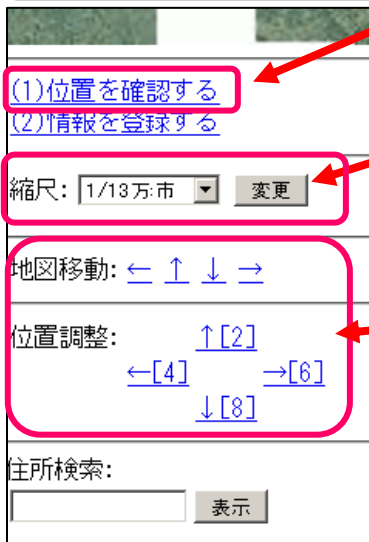 (1)位置を確認する
(2)情報を登録する
縮尺: 1/13万:市 変更
地図移動: ← ↑ ↓ →
位置調整: ↑[2]
←[4] →[6]
↓[8]
住所検索:
表示